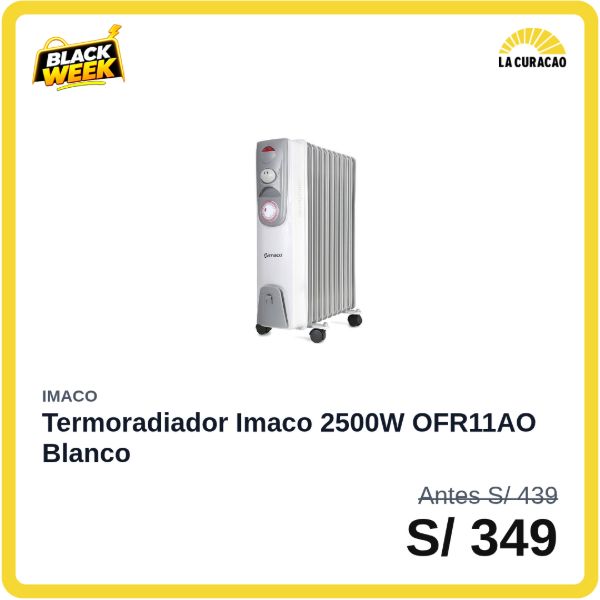 BLACK
WEEK
LA CURACAO
imaco
IMACO
Termoradiador Imaco 2500W OFR11AO
Blanco
Antes S/ 439
S/ 349